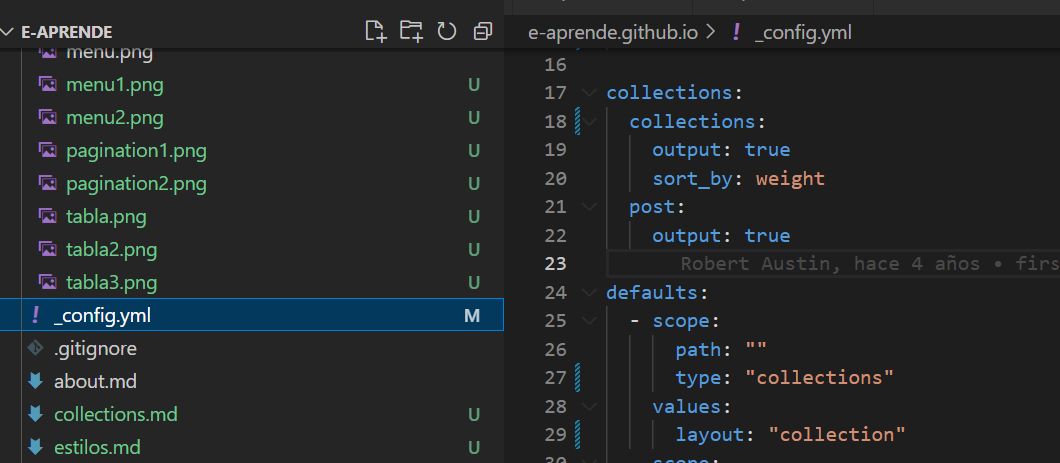 E-APRENDE
menu.png
menu1.png U
menu2.png U
pagination1.png U
pagination2.png U
tabla.png U
tabla2.png U
tabla3.png U
! _config.yml M
.gitignore
about.md
collections.md U
estilos.md U
e-aprende.github.io > ! _config.yml
16
17 collections:
18 collections:
19 output: true
20 sort_by: weight
21 post:
22 output: true
23 Robert Austin, hace 4 años • firs
24 defaults:
25 - scope:
26 path: ""
27 type: "collections"
28 values:
29 layout: "collection"
30 scope: